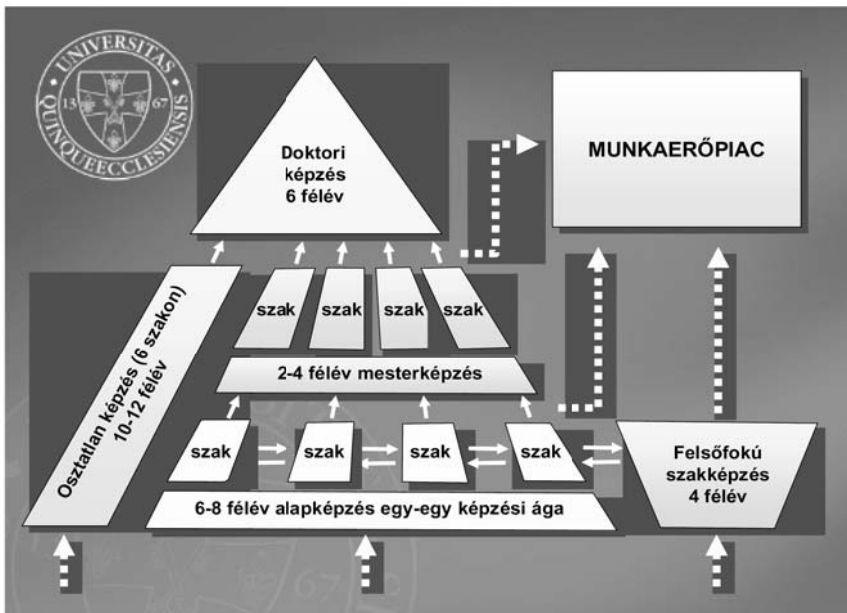 UNIVERSITAS
QUINQUEECCLESIENSIS
13 67
Doktori
képzés
6 félév
MUNKAERŐPIAC
Osztatlan képzés (6 szakon)
10-12 félév
szak szak szak szak
2-4 félév mesterképzés
szak szak szak szak
Felsőfokú
szakképzés
4 félév
6-8 félév alapképzés egy-egy képzési ága
67